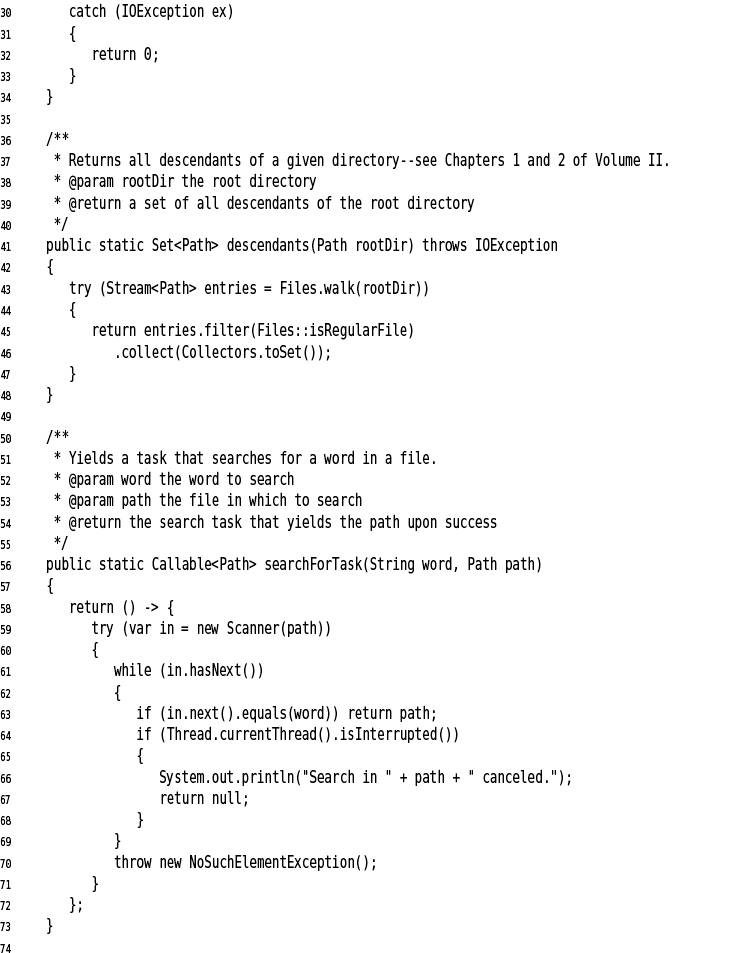 30 catch (IOException ex)
31 {
32 return 0;
33 }
34 }
35
36 /**
37 * Returns all descendants of a given directory--see Chapters 1 and 2 of Volume II.
38 * @param rootDir the root directory
39 * @return a set of all descendants of the root directory
40 */
41 public static Set<Path> descendants(Path rootDir) throws IOException
42 {
43 try (Stream<Path> entries = Files.walk(rootDir))
44 {
45 return entries.filter(Files::isRegularFile)
46 .collect(Collectors.toSet());
47 }
48 }
49
50 /**
51 * Yields a task that searches for a word in a file.
52 * @param word the word to search
53 * @param path the file in which to search
54 * @return the search task that yields the path upon success
55 */
56 public static Callable<Path> searchForTask(String word, Path path)
57 {
58 return () -> {
59 try (var in = new Scanner(path))
60 {
61 while (in.hasNext())
62 {
63 if (in.next().equals(word)) return path;
64 if (Thread.currentThread().isInterrupted())
65 {
66 System.out.println("Search in " + path + " canceled.");
67 return null;
68 }
69 }
70 throw new NoSuchElementException();
71 }
72 };
73 }
74